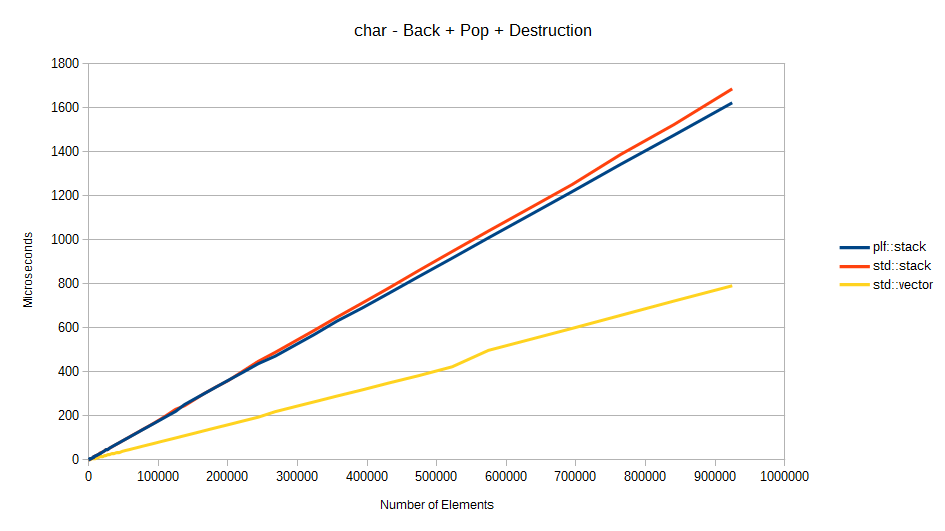 char - Back + Pop + Destruction
1800
1600
1400
1200
1000
800
600
400
200
0
Microseconds
0 100000 200000 300000 400000 500000 600000 700000 800000 900000 1000000
Number of Elements
plf::stack
std::stack
std::vector